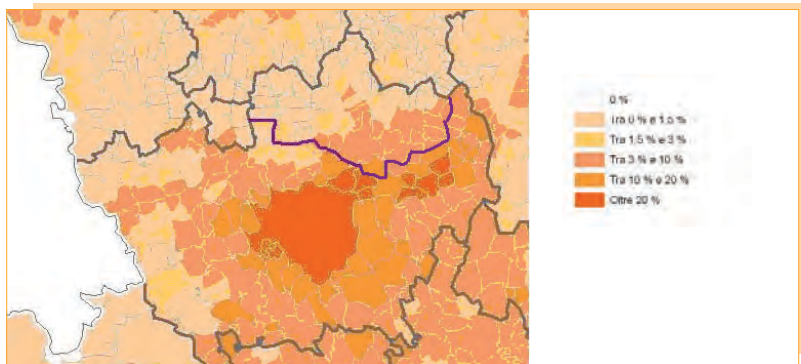 0 %
Tra 0 % e 1.5 %
Tra 1.5 % e 3 %
Tra 3 % e 10 %
Tra 10 % e 20 %
Oltre 20 %